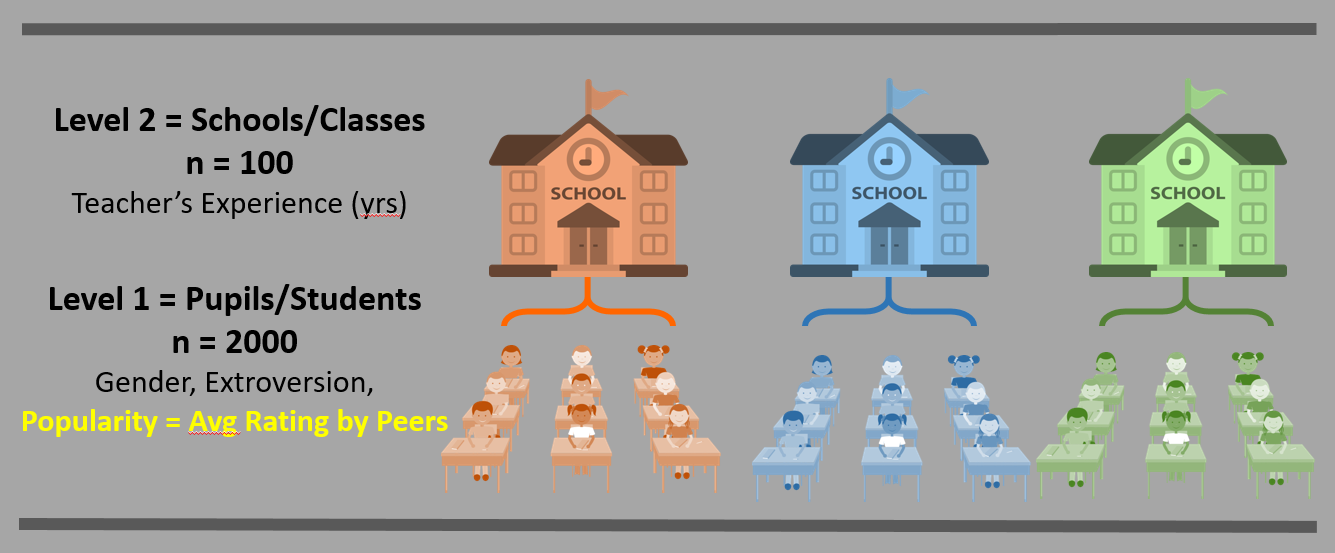 Level 2 = Schools/Classes
n = 100
Teacher’s Experience (yrs)
Level 1 = Pupils/Students
n = 2000
Gender, Extroversion,
Popularity = Avg Rating by Peers
SCHOOL
SCHOOL
SCHOOL